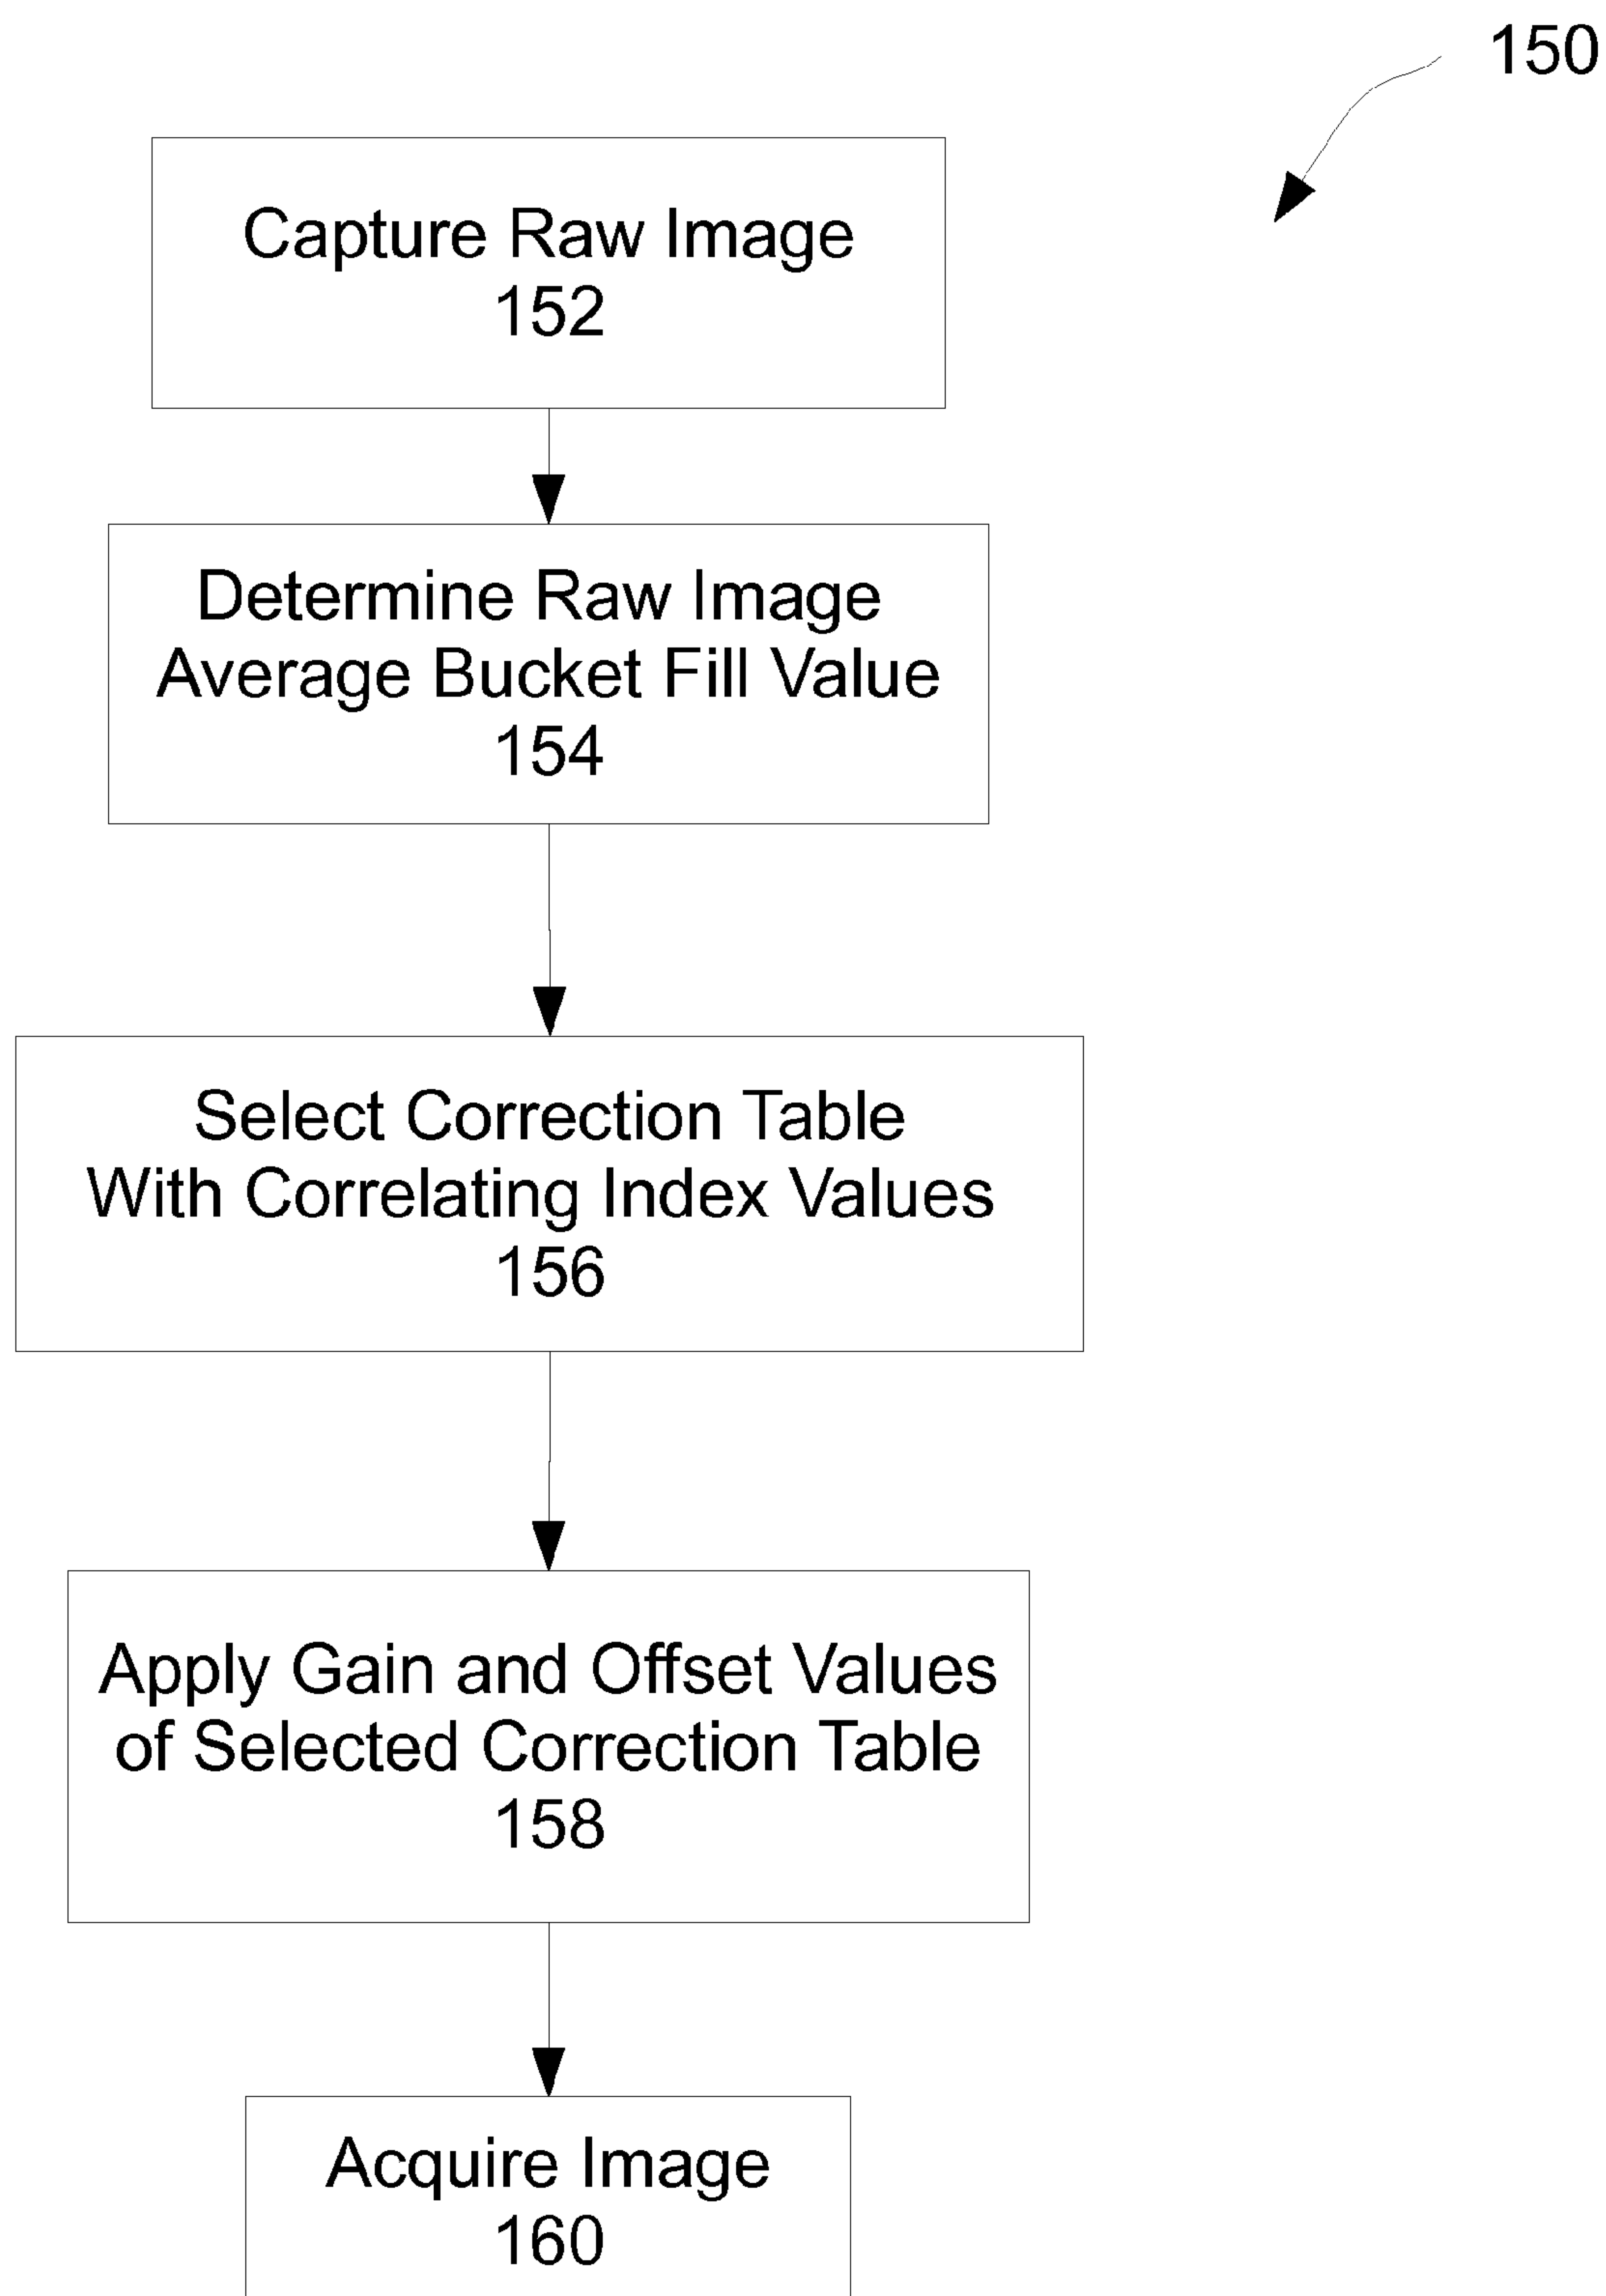 150
Capture Raw Image
152
Determine Raw Image
Average Bucket Fill Value
154
Select Correction Table
With Correlating Index Values
156
Apply Gain and Offset Values
of Selected Correction Table
158
Acquire Image
160